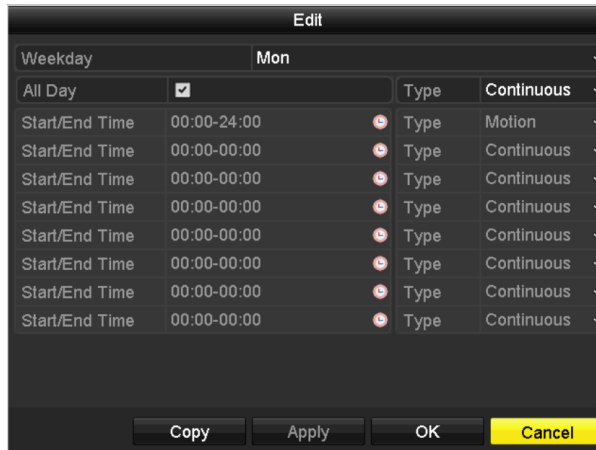 Edit
Weekday Mon
All Day Type Continuous
Start/End Time 00:00-24:00 Type Motion
Start/End Time 00:00-00:00 Type Continuous
Start/End Time 00:00-00:00 Type Continuous
Start/End Time 00:00-00:00 Type Continuous
Start/End Time 00:00-00:00 Type Continuous
Start/End Time 00:00-00:00 Type Continuous
Start/End Time 00:00-00:00 Type Continuous
Start/End Time 00:00-00:00 Type Continuous
Copy Apply OK Cancel